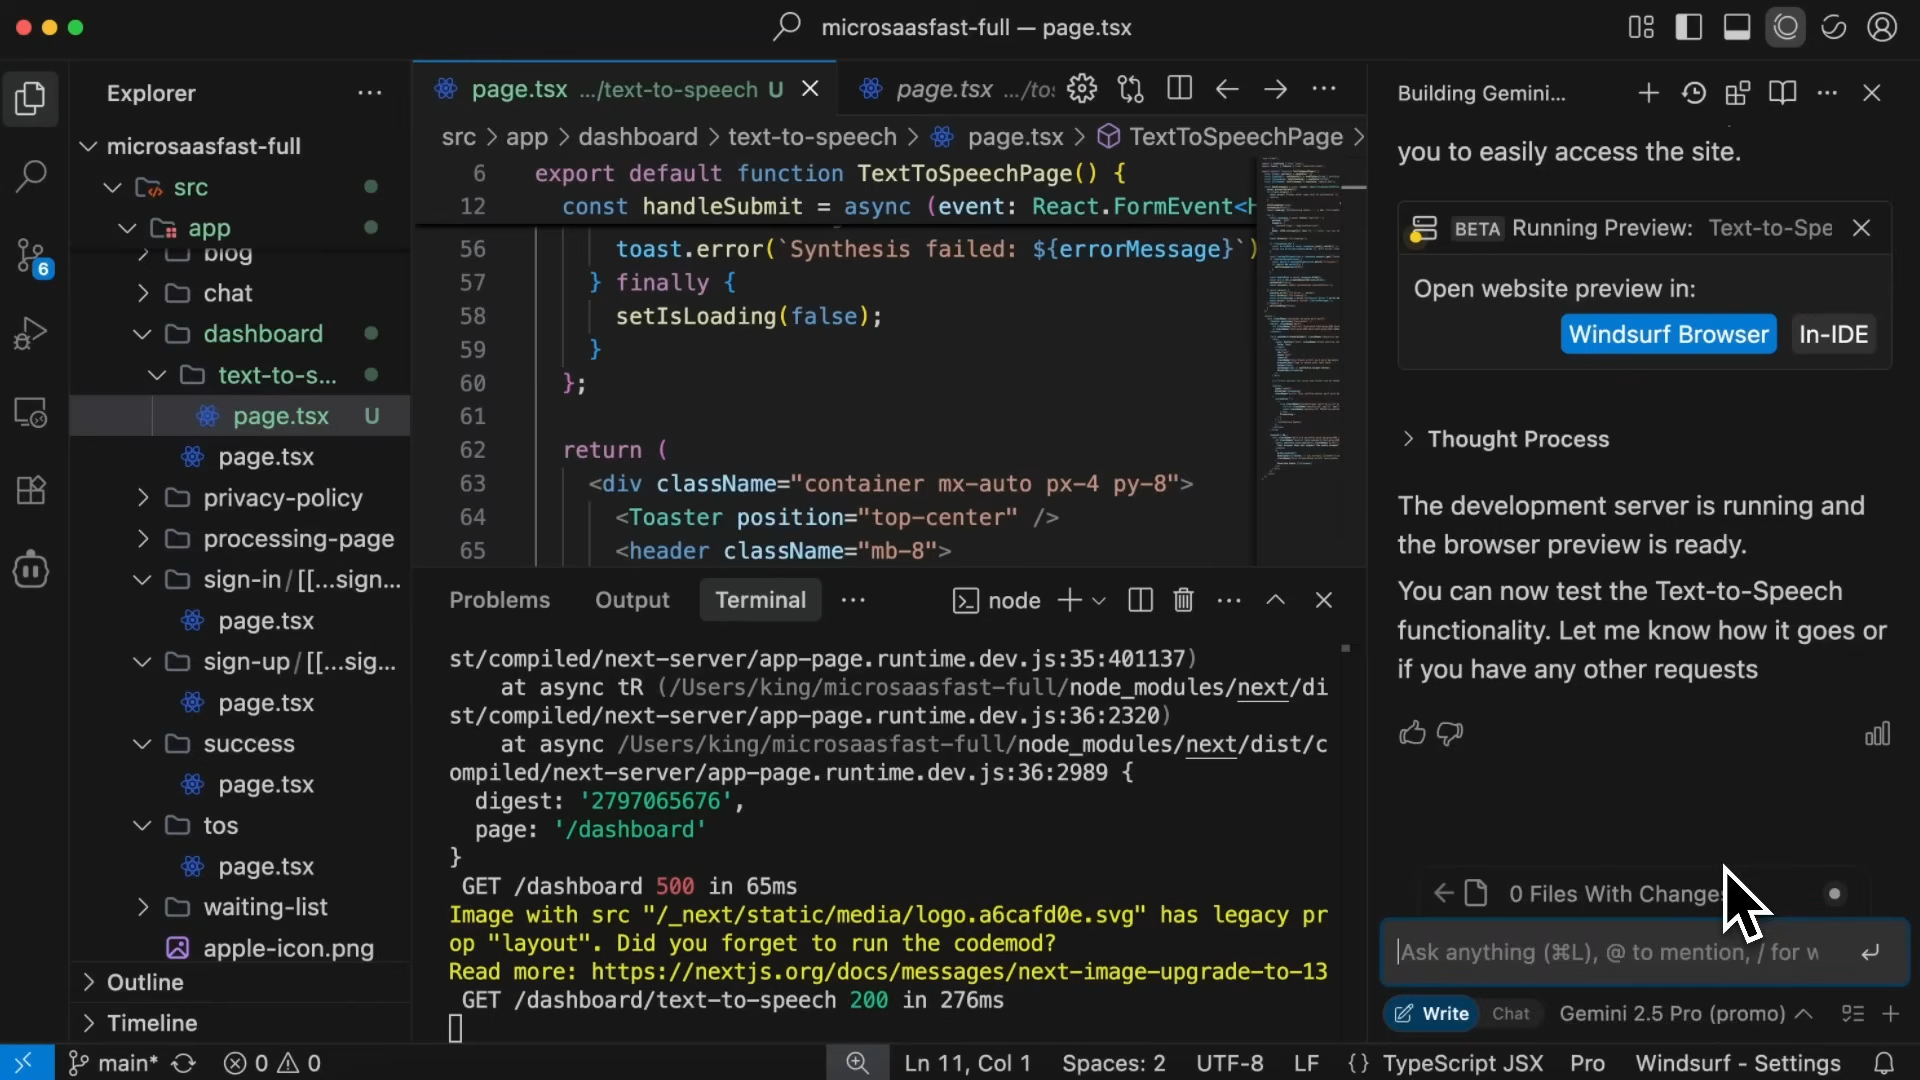 microsaasfast-full — page.tsx
Explorer
microsaasfast-full
src
app
blog
chat
dashboard
text-to-s...
page.tsx U
page.tsx
privacy-policy
processing-page
sign-in/[[...sign...
page.tsx
sign-up/[[...sig...
page.tsx
success
page.tsx
tos
page.tsx
waiting-list
apple-icon.png
Outline
Timeline
6
page.tsx .../text-to-speech U
page.tsx .../to
src > app > dashboard > text-to-speech > page.tsx > TextToSpeechPage >
6 export default function TextToSpeechPage() {
12 const handleSubmit = async (event: React.FormEvent<H
56 toast.error(`Synthesis failed: ${errorMessage}`)
57 } finally {
58 setIsLoading(false);
59 }
60 };
61
62 return (
63 <div className="container mx-auto px-4 py-8">
64 <Toaster position="top-center" />
65 <header className="mb-8">
Problems Output Terminal ... node
st/compiled/next-server/app-page.runtime.dev.js:35:401137)
at async tR (/Users/king/microsaasfast-full/node_modules/next/di
st/compiled/next-server/app-page.runtime.dev.js:36:2320)
at async /Users/king/microsaasfast-full/node_modules/next/dist/c
ompiled/next-server/app-page.runtime.dev.js:36:2989 {
digest: '2797065676',
page: '/dashboard'
}
GET /dashboard 500 in 65ms
Image with src "/_next/static/media/logo.a6cafd0e.svg" has legacy pr
op "layout". Did you forget to run the codemod?
Read more: https://nextjs.org/docs/messages/next-image-upgrade-to-13
GET /dashboard/text-to-speech 200 in 276ms
Building Gemini...
you to easily access the site.
BETA Running Preview: Text-to-Spe
Open website preview in:
Windsurf Browser In-IDE
Thought Process
The development server is running and
the browser preview is ready.
You can now test the Text-to-Speech
functionality. Let me know how it goes or
if you have any other requests
0 Files With Changes
Ask anything (⌘L), @ to mention, / for w
Write Chat Gemini 2.5 Pro (promo)
main* 0 0 Ln 11, Col 1 Spaces: 2 UTF-8 LF {} TypeScript JSX Pro Windsurf - Settings